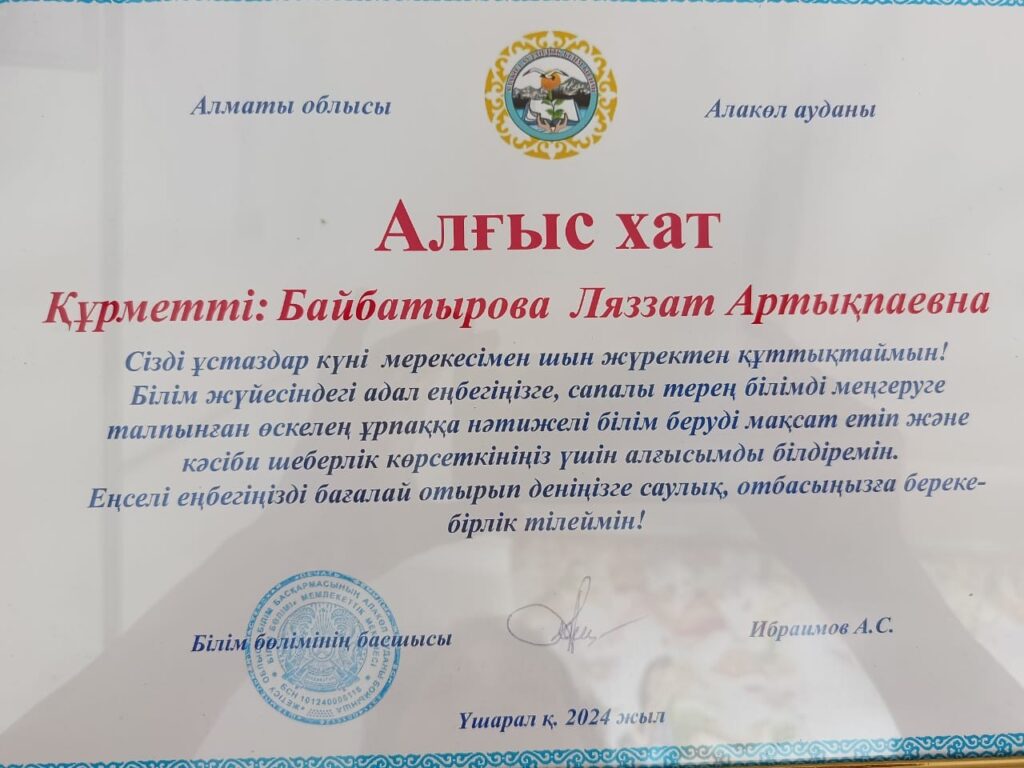 Алматы облысы
Алакөл ауданы
Алғыс хат
Құрметті: Байбатырова Ляззат Артықпаевна
Сізді ұстаздар күні мерекесімен шын жүректен құттықтаймын!
Білім жүйесіндегі адал еңбегіңізге, сапалы терең білімді меңгеруге
талпынған өскелең ұрпаққа нәтижелі білім беруді мақсат етіп және
кәсіби шеберлік көрсеткініңіз үшін алғысымды білдіремін.
Еңселі еңбегіңізді бағалай отырып деніңізге саулық, отбасыңызға береке-
бірлік тілеймін!
Білім бөлімінің басшысы
Ибраимов А.С.
Үшарал қ. 2024 жыл